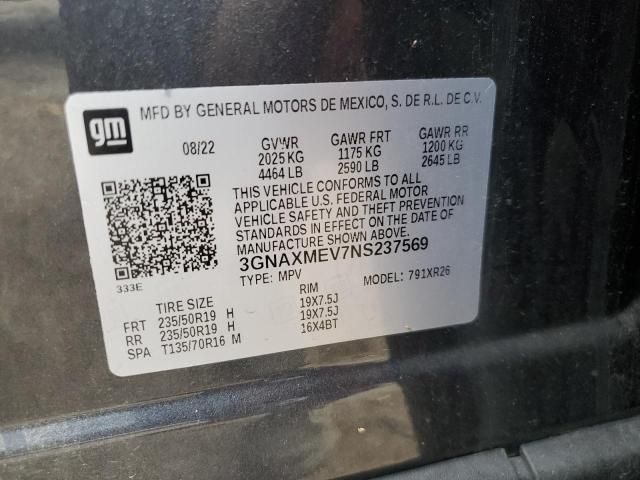 gm
MFD BY GENERAL MOTORS DE MEXICO, S. DE R.L. DE C.V.
08/22 GVWR GAWR FRT GAWR RR
2025 KG 1175 KG 1200 KG
4464 LB 2590 LB 2645 LB
THIS VEHICLE CONFORMS TO ALL
APPLICABLE U.S. FEDERAL MOTOR
VEHICLE SAFETY AND THEFT PREVENTION
STANDARDS IN EFFECT ON THE DATE OF
MANUFACTURE SHOWN ABOVE.
3GNAXMEV7NS237569
333E TYPE: MPV MODEL: 791XR26
TIRE SIZE RIM
FRT 235/50R19 H 19X7.5J
RR 235/50R19 H 19X7.5J
SPA T135/70R16 M 16X4BT